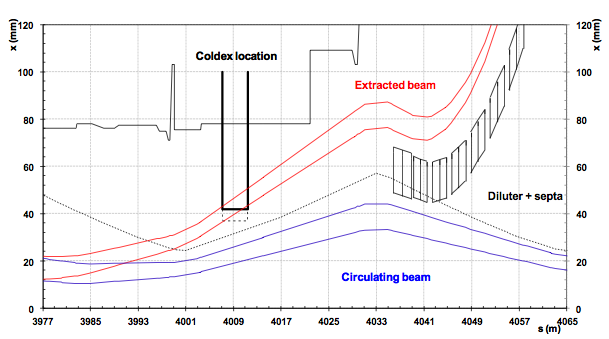 x (mm)
x (mm)
120
120
Coldex location
100
100
Extracted beam
80
80
60
60
Diluter + septa
40
40
Circulating beam
20
20
0
0
3977 3985 3993 4001 4009 4017 4025 4033 4041 4049 4057 4065
s (m)